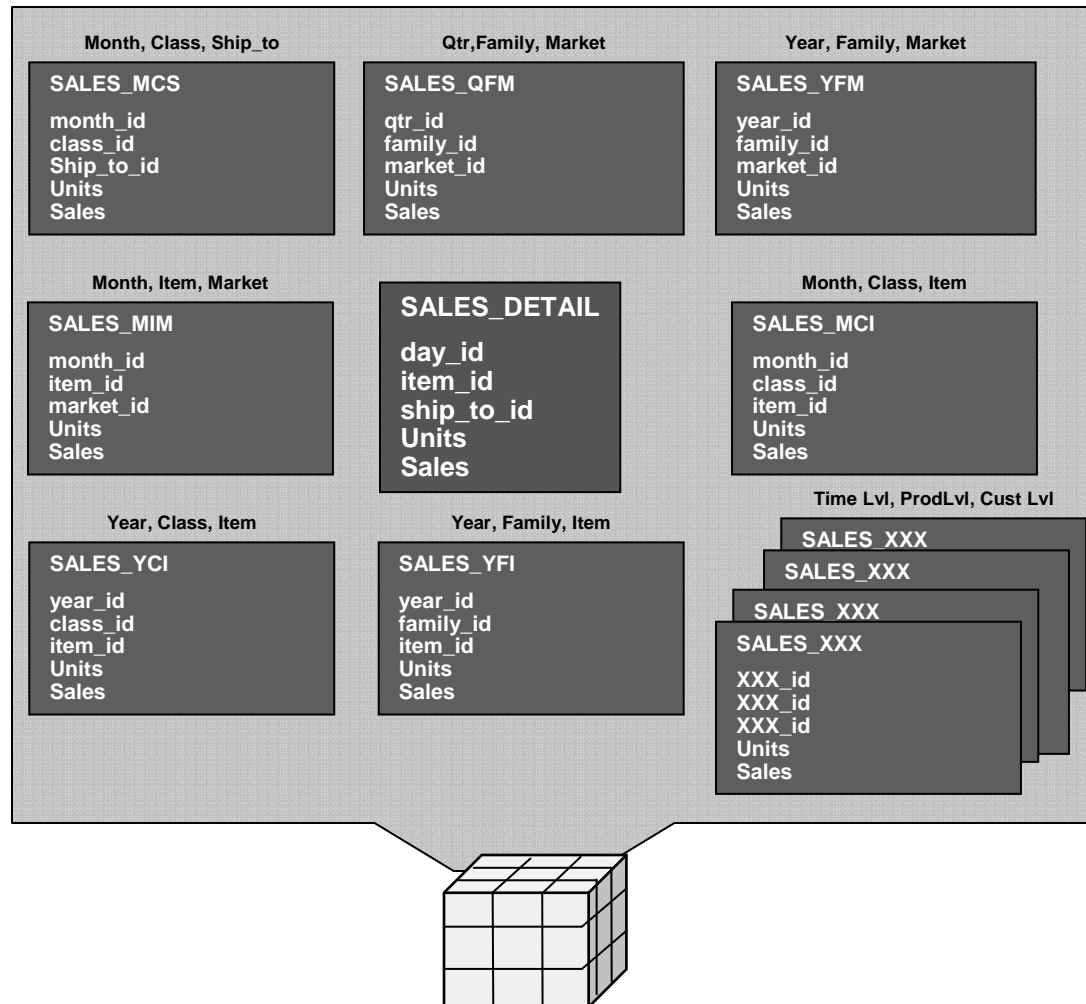 Month, Class, Ship_to
SALES_MCS
month_id
class_id
Ship_to_id
Units
Sales
Qtr,Family, Market
SALES_QFM
qtr_id
family_id
market_id
Units
Sales
Year, Family, Market
SALES_YFM
year_id
family_id
market_id
Units
Sales
Month, Item, Market
SALES_MIM
month_id
item_id
market_id
Units
Sales
SALES_DETAIL
day_id
item_id
ship_to_id
Units
Sales
Month, Class, Item
SALES_MCI
month_id
class_id
item_id
Units
Sales
Year, Class, Item
SALES_YCI
year_id
class_id
item_id
Units
Sales
Year, Family, Item
SALES_YFI
year_id
family_id
item_id
Units
Sales
Time Lvl, ProdLvl, Cust Lvl
SALES_XXX
SALES_XXX
SALES_XXX
SALES_XXX
XXX_id
XXX_id
XXX_id
Units
Sales